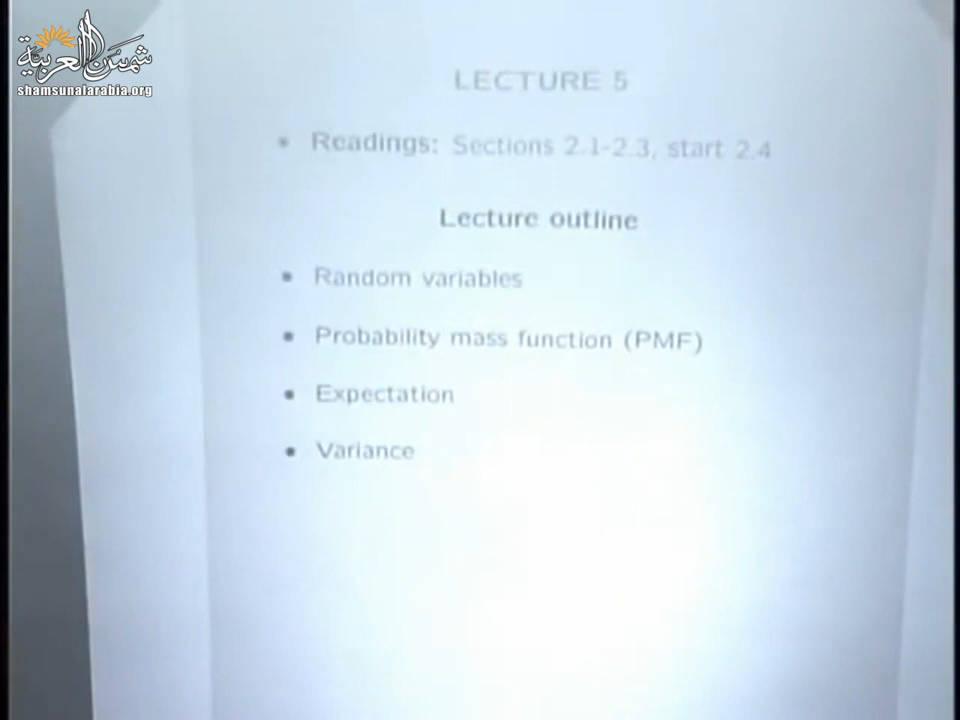 شمس العربية
shamsunalarabia.org
LECTURE 5
• Readings: Sections 2.1-2.3, start 2.4
Lecture outline
• Random variables
• Probability mass function (PMF)
• Expectation
• Variance